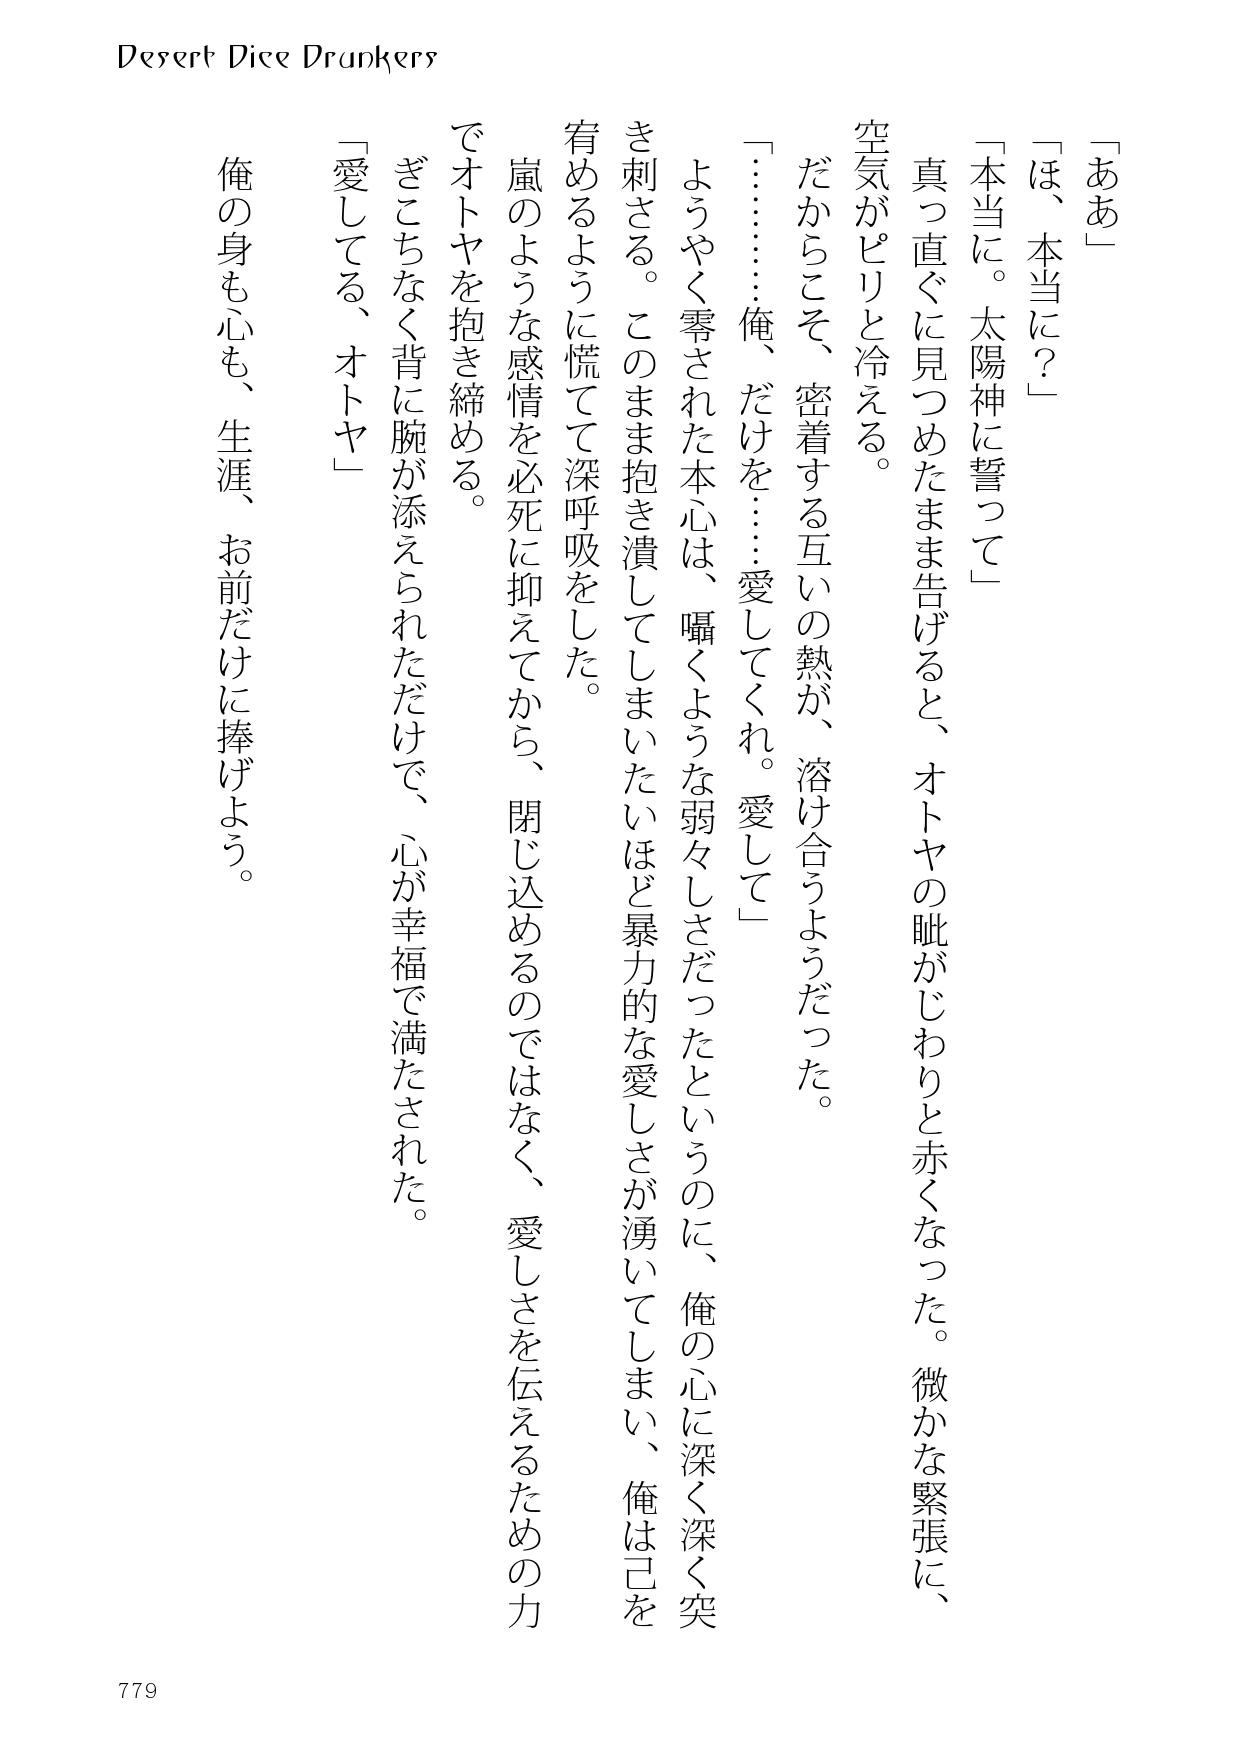 Desert Dice Drunkers
「ああ」
「ほ、本当に？」
「本当に。太陽神に誓って」
　真っ直ぐに見つめたまま告げると、オトヤの眦がじわりと赤くなった。微かな緊張に、
空気がピリと冷える。
　だからこそ、密着する互いの熱が、溶け合うようだった。
「…………俺、だけを……愛してくれ。愛して」
　ようやく零された本心は、囁くような弱々しさだったというのに、俺の心に深く深く突
き刺さる。このまま抱き潰してしまいたいほど暴力的な愛しさが湧いてしまい、俺は己を
宥めるように慌てて深呼吸をした。
　嵐のような感情を必死に抑えてから、閉じ込めるのではなく、愛しさを伝えるための力
でオトヤを抱き締める。
　ぎこちなく背に腕が添えられただけで、心が幸福で満たされた。
「愛してる、オトヤ」
　俺の身も心も、生涯、お前だけに捧げよう。
779